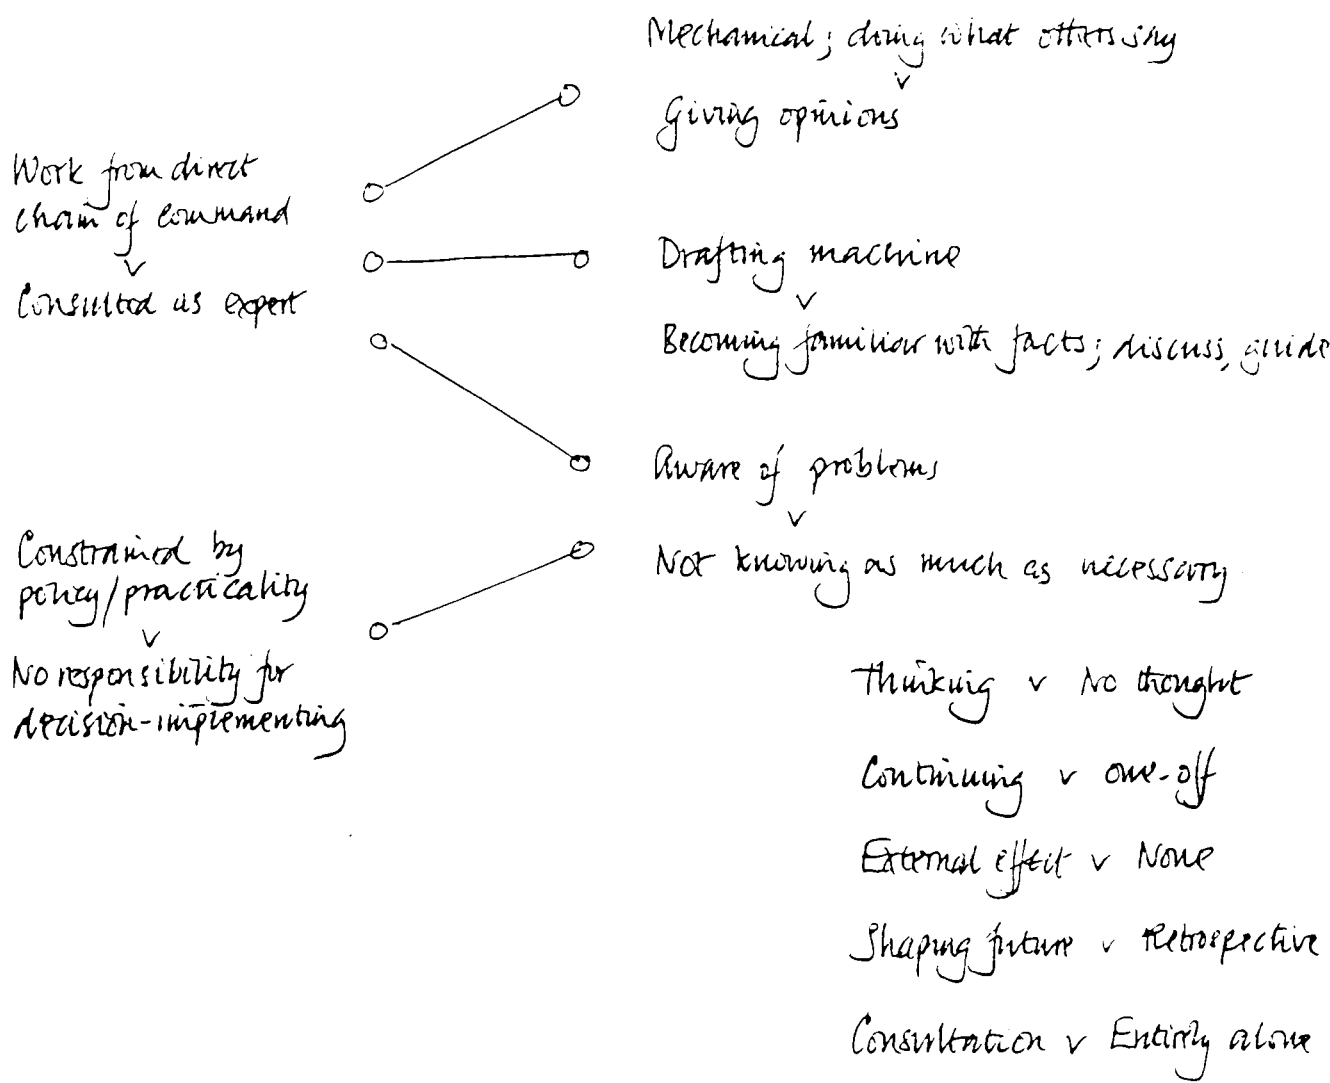 Mechanical; doing what others say
v
Giving opinions
Work from direct
chain of command
v
Consulted as expert
Drafting machine
v
Becoming familiar with facts; discuss, guide
Aware of problems
v
Not knowing as much as necessary
Constrained by
policy/practicality
v
No responsibility for
decision-implementing
Thinking v No thought
Continuing v one-off
External effect v None
Shaping future v Retrospective
Consultation v Entirely alone